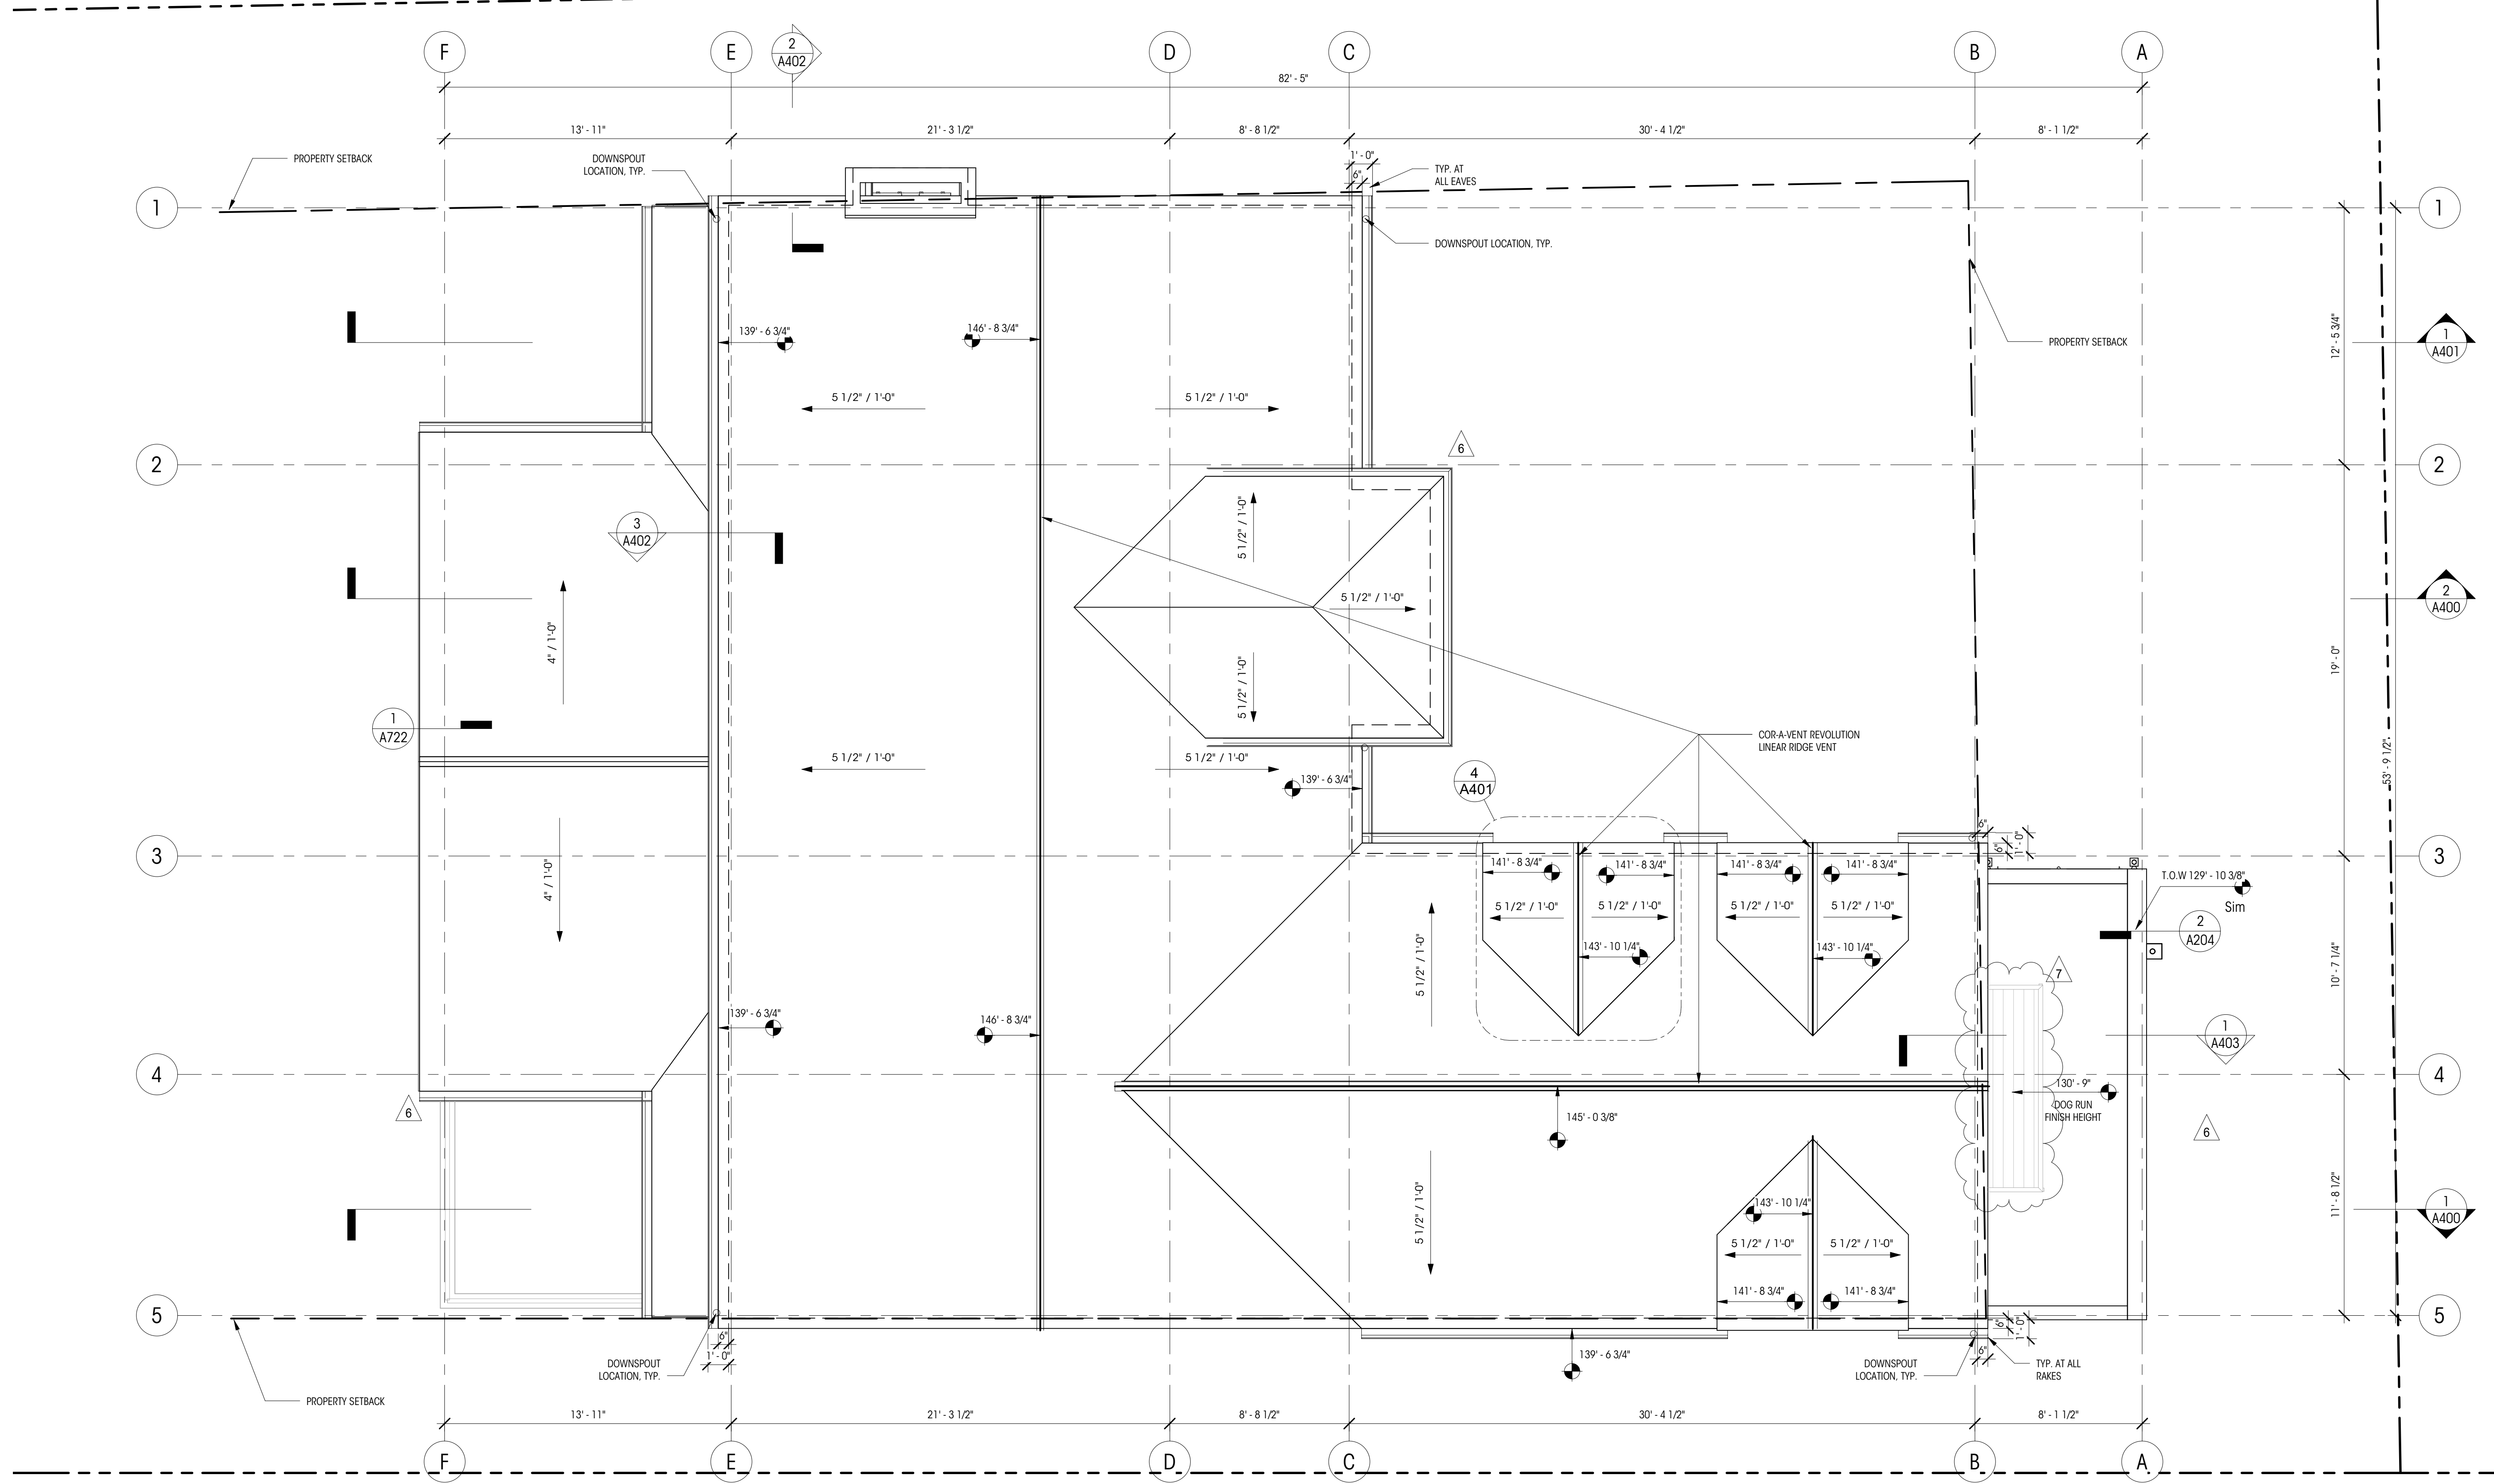 F
E
2
A402
D
C
B
A
82' - 5"
13' - 11"
21' - 3 1/2"
8' - 8 1/2"
30' - 4 1/2"
8' - 1 1/2"
PROPERTY SETBACK
DOWNSPOUT
LOCATION, TYP.
1' - 0"
6"
TYP. AT
ALL EAVES
1
1
DOWNSPOUT LOCATION, TYP.
139' - 6 3/4"
146' - 8 3/4"
PROPERTY SETBACK
12' - 5 3/4"
1
A401
5 1/2" / 1'-0"
5 1/2" / 1'-0"
6
2
2
3
A402
5 1/2" / 1'-0"
5 1/2" / 1'-0"
5 1/2" / 1'-0"
2
A400
4" / 1'-0"
19' - 0"
1
A722
COR-A-VENT REVOLUTION
LINEAR RIDGE VENT
53' - 9 1/2"
5 1/2" / 1'-0"
5 1/2" / 1'-0"
139' - 6 3/4"
4
A401
6"
6"
1' - 0"
3
3
4" / 1'-0"
141' - 8 3/4"
141' - 8 3/4"
141' - 8 3/4"
141' - 8 3/4"
T.O.W 129' - 10 3/8"
Sim
5 1/2" / 1'-0"
5 1/2" / 1'-0"
5 1/2" / 1'-0"
5 1/2" / 1'-0"
2
A204
5 1/2" / 1'-0"
143' - 10 1/4"
143' - 10 1/4"
10' - 7 1/4"
7
139' - 6 3/4"
146' - 8 3/4"
1
A403
4
4
130' - 9"
DOG RUN
FINISH HEIGHT
6
145' - 0 3/8"
6
5 1/2" / 1'-0"
143' - 10 1/4"
11' - 8 1/2"
1
A400
5 1/2" / 1'-0"
5 1/2" / 1'-0"
141' - 8 3/4"
141' - 8 3/4"
5
5
6"
1' - 0"
6"
1' - 0"
6"
139' - 6 3/4"
DOWNSPOUT
LOCATION, TYP.
DOWNSPOUT
LOCATION, TYP.
TYP. AT ALL
RAKES
PROPERTY SETBACK
13' - 11"
21' - 3 1/2"
8' - 8 1/2"
30' - 4 1/2"
8' - 1 1/2"
F
E
D
C
B
A